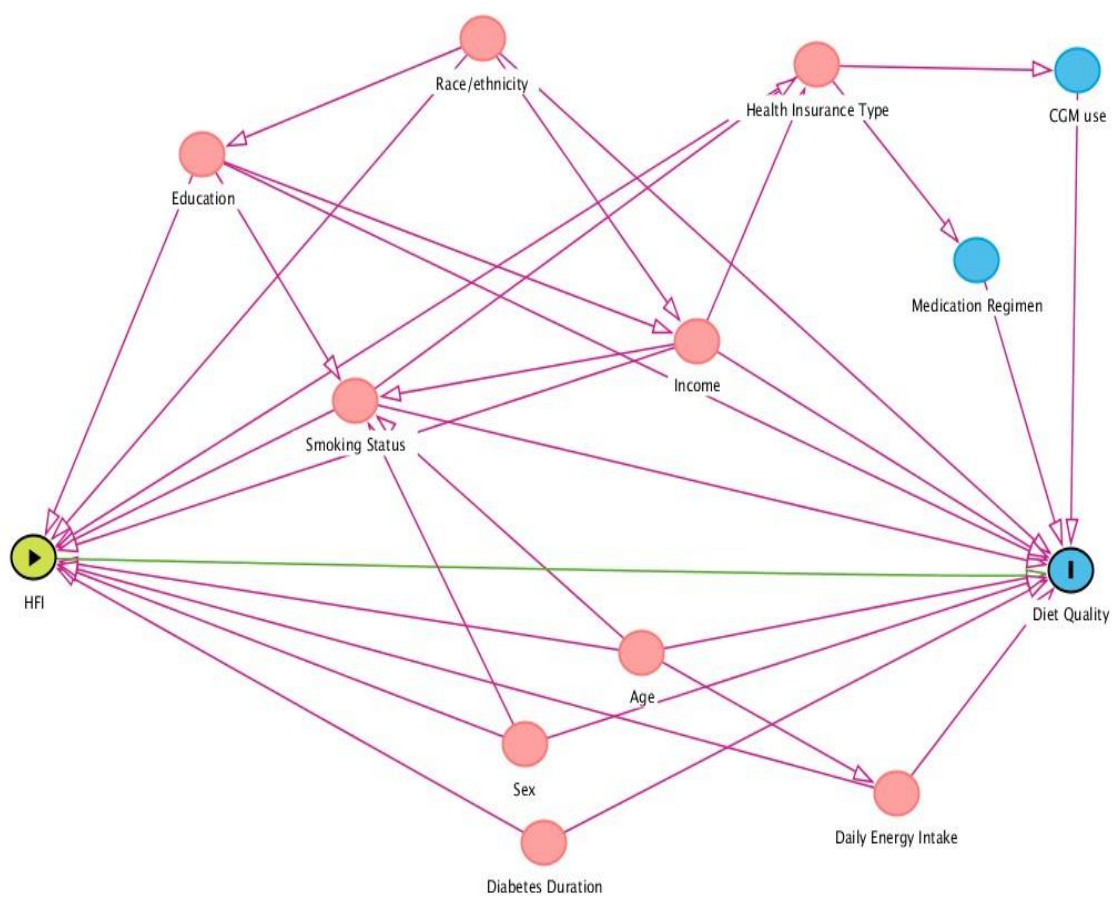 Race/ethnicity
Health Insurance Type
CGM use
Education
Medication Regimen
Income
Smoking Status
HFI
Diet Quality
Age
Sex
Daily Energy Intake
Diabetes Duration